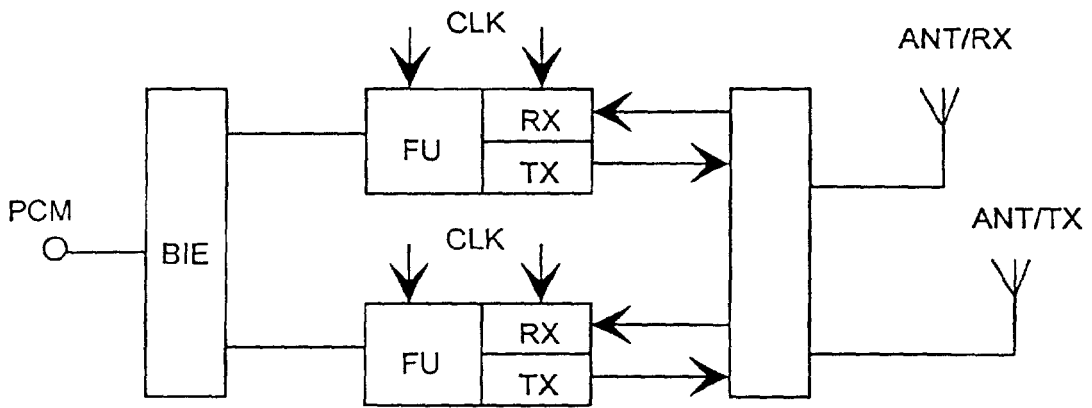 CLK
ANT/RX
RX
FU
TX
PCM
ANT/TX
CLK
BIE
RX
FU
TX